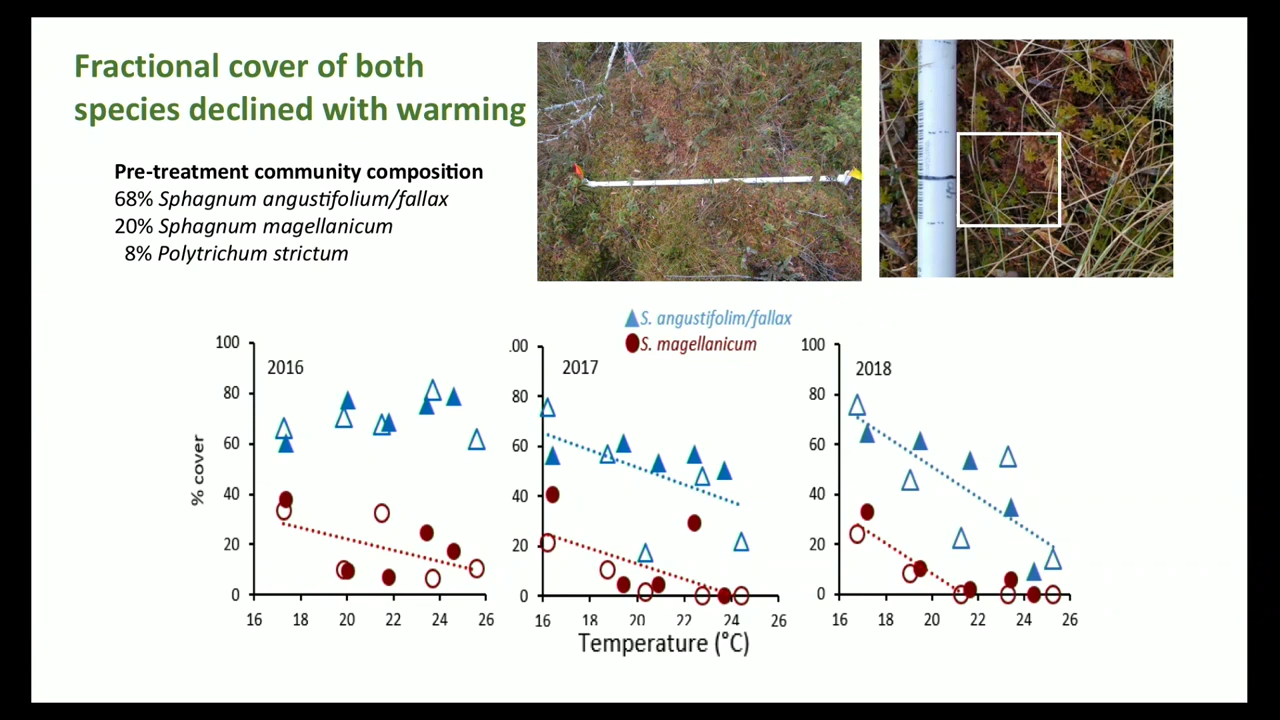 Fractional cover of both
species declined with warming
Pre-treatment community composition
68% Sphagnum angustifolium/fallax
20% Sphagnum magellanicum
8% Polytrichum strictum
S. angustifolim/fallax
S. magellanicum
% cover
100
80
60
40
20
0
2016
16 18 20 22 24 26
00
80
60
40
20
0
2017
16 18 20 22 24 26
100
80
60
40
20
0
2018
16 18 20 22 24 26
Temperature (°C)